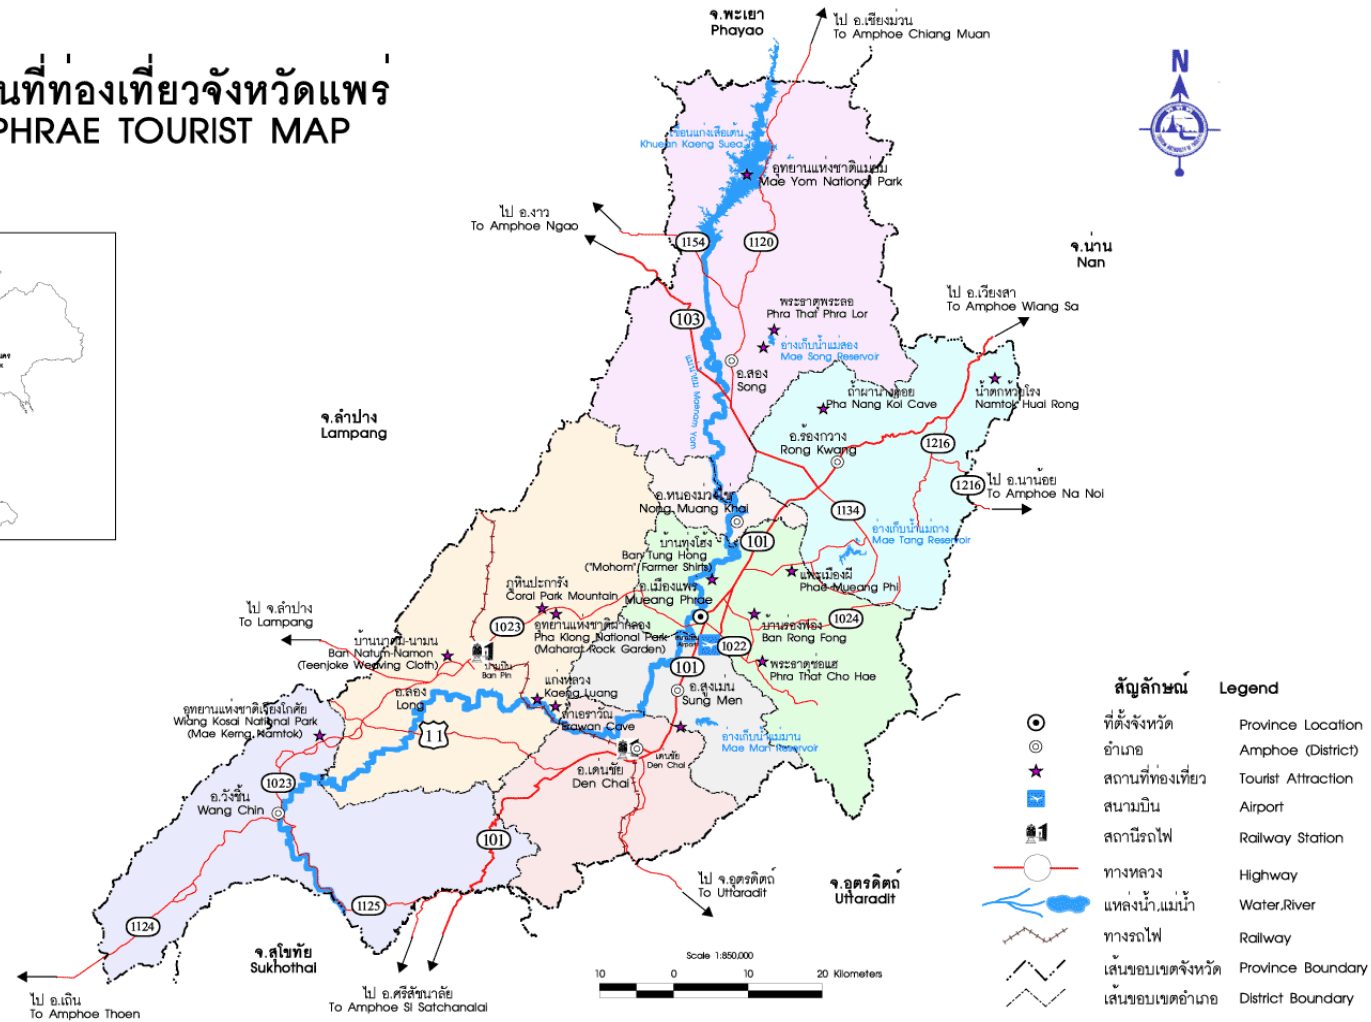 นที่ท่องเที่ยวจังหวัดแพร่
PHRAE TOURIST MAP
จ.พะเยา
Phayao
ไป อ.เชียงม่วน
To Amphoe Chiang Muan
N
เขื่อนแก่งเสือเต้น
Khuean Kaeng Suea
อุทยานแห่งชาติแม่ยม
Mae Yom National Park
ไป อ.งาว
To Amphoe Ngao
1154
1120
จ.น่าน
Nan
ไป อ.เวียงสา
To Amphoe Wiang Sa
พระธาตุพระลอ
Phra That Phra Lor
103
อ่างเก็บน้ำแม่สอง
Mae Song Reservoir
แม่น้ำยม Maenam Yom
อ.สอง
Song
ถ้ำผานางคอย
Pha Nang Koi Cave
น้ำตกห้วยโรง
Namtok Huai Rong
จ.ลำปาง
Lampang
อ.ร้องกวาง
Rong Kwang
1216
1216
ไป อ.นาน้อย
To Amphoe Na Noi
อ.หนองม่วงไข่
Nong Muang Khai
1134
อ่างเก็บน้ำแม่ถาง
Mae Tang Reservoir
101
บ้านทุ่งโฮ้ง
Ban Tung Hong
("Mohom" Farmer Shirts)
แพะเมืองผี
Phae Mueang Phi
อ.เมืองแพร่
Mueang Phrae
ภูหินปะการัง
Coral Park Mountain
ไป จ.ลำปาง
To Lampang
1023
อุทยานแห่งชาติผากลอง
Pha Klong National Park
(Maharat Rock Garden)
Airport
1022
บ้านร่องฟอง
Ban Rong Fong
1024
บ้านนาตุ้ม-นามน
Ban Natum-Namon
(Teenjoke Weaving Cloth)
บ้านปิน
Ban Pin
101
พระธาตุช่อแฮ
Phra That Cho Hae
แก่งหลวง
Kaeng Luang
อ.ลอง
Long
อ.สูงเม่น
Sung Men
อุทยานแห่งชาติเวียงโกศัย
Wiang Kosai National Park
(Mae Kerng Namtok)
ถ้ำเอราวัณ
Erawan Cave
11
อ่างเก็บน้ำแม่มาน
Mae Man Reservoir
เด่นชัย
Den Chai
อ.เด่นชัย
Den Chai
1023
อ.วังชิ้น
Wang Chin
101
ไป จ.อุตรดิตถ์
To Uttaradit
จ.อุตรดิตถ์
Uttaradit
1125
1124
จ.สุโขทัย
Sukhothai
ไป อ.เถิน
To Amphoe Thoen
ไป อ.ศรีสัชนาลัย
To Amphoe Si Satchanalai
Scale 1:850,000
10 0 10 20 Kilometers
สัญลักษณ์ Legend
ที่ตั้งจังหวัด Province Location
อำเภอ Amphoe (District)
สถานที่ท่องเที่ยว Tourist Attraction
สนามบิน Airport
สถานีรถไฟ Railway Station
ทางหลวง Highway
แหล่งน้ำ,แม่น้ำ Water,River
ทางรถไฟ Railway
เส้นขอบเขตจังหวัด Province Boundary
เส้นขอบเขตอำเภอ District Boundary